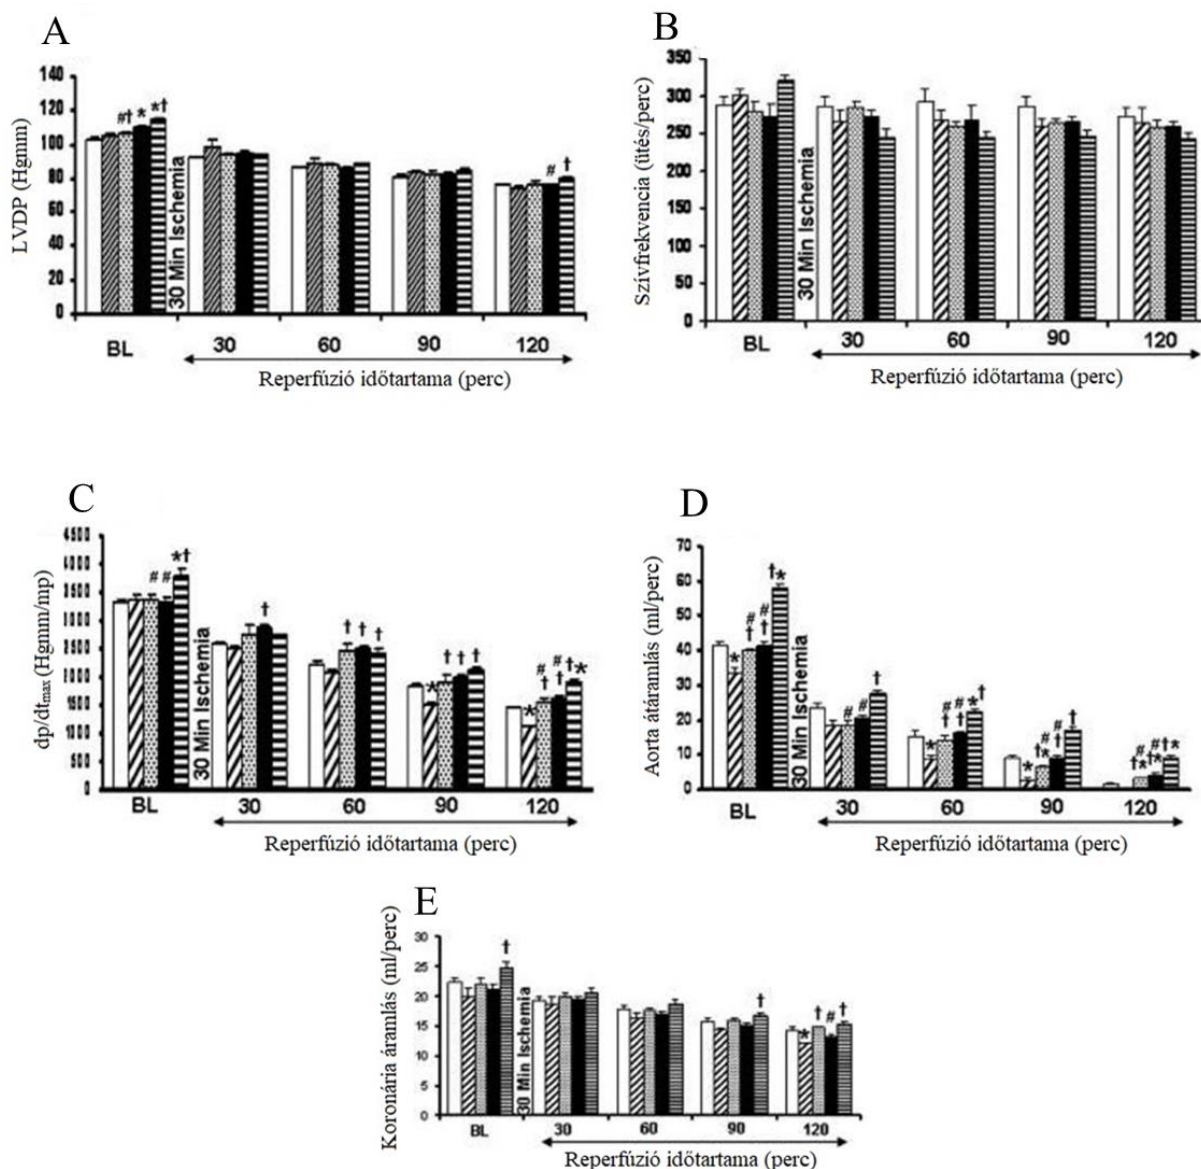 A
LVDP (Hgmm)
140
120
100
80
60
40
20
0
#† * *†
# †
30 Min Ischemia
BL 30 60 90 120
Reperfúzió időtartama (perc)
B
Szívfrekvencia (ütés/perc)
350
300
250
200
150
100
50
0
30 Min Ischemia
BL 30 60 90 120
Reperfúzió időtartama (perc)
C
dp/dtmax (Hgmm/mp)
500
0
# # *†
†
† † †
* † † †
* #† #† †*
30 Min Ischemia
BL 30 60 90 120
Reperfúzió időtartama (perc)
D
Aorta átáramlás (ml/perc)
70
60
50
40
30
20
10
0
* #† #† †*
# # †
* #† #† *†
* †* #† †
#†* #†* †*
30 Min Ischemia
BL 30 60 90 120
Reperfúzió időtartama (perc)
E
Koronária áramlás (ml/perc)
30
25
20
15
10
5
0
†
†
* † # †
30 Min Ischemia
BL 30 60 90 120
Reperfúzió időtartama (perc)